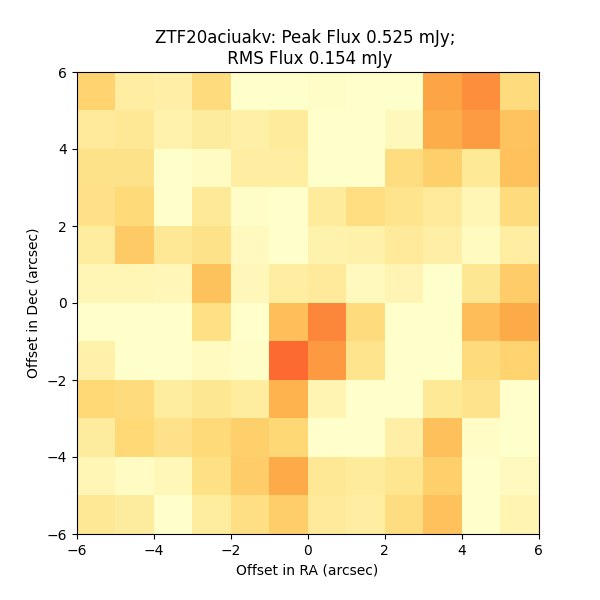 ZTF20aciuakv: Peak Flux 0.525 mJy;
RMS Flux 0.154 mJy
6
4
2
0
−2
−4
−6
Offset in Dec (arcsec)
−6 −4 −2 0 2 4 6
Offset in RA (arcsec)